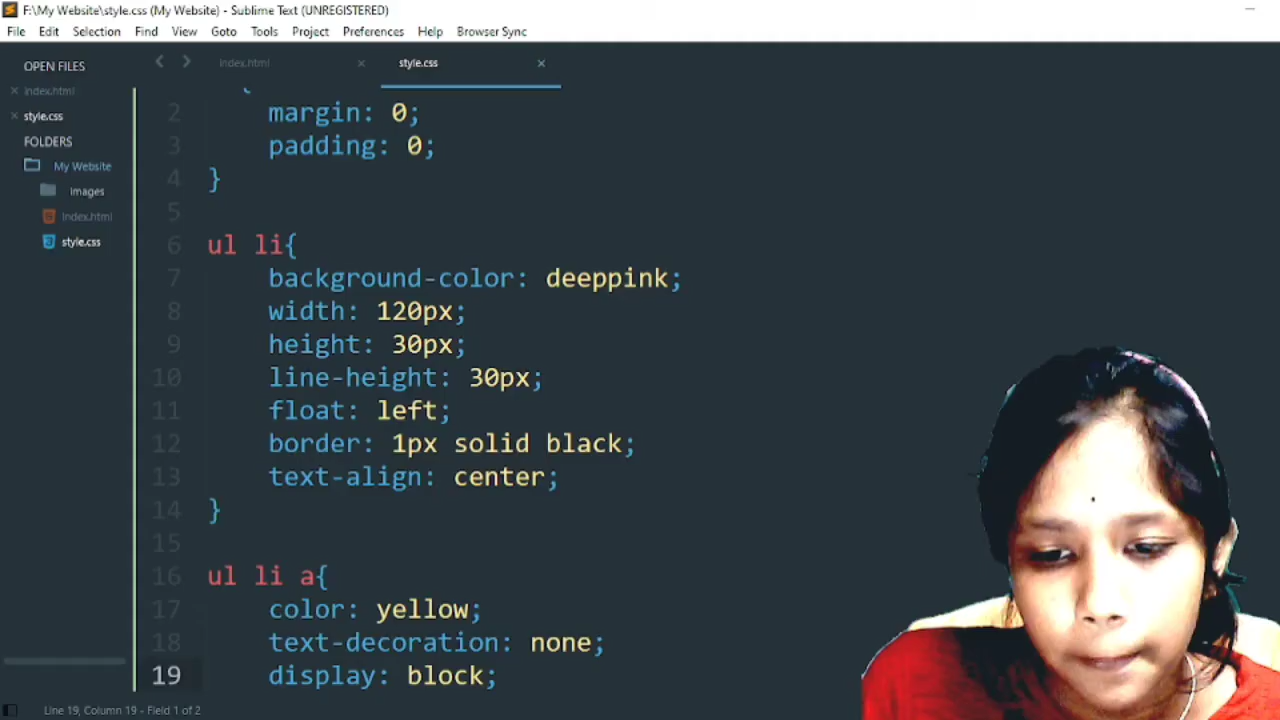 F:\My Website\style.css (My Website) - Sublime Text (UNREGISTERED)
File Edit Selection Find View Goto Tools Project Preferences Help Browser Sync
OPEN FILES
index.html
style.css
FOLDERS
My Website
images
index.html
style.css
index.html
style.css
2 margin: 0;
3 padding: 0;
4 }
5
6 ul li{
7 background-color: deeppink;
8 width: 120px;
9 height: 30px;
10 line-height: 30px;
11 float: left;
12 border: 1px solid black;
13 text-align: center;
14 }
15
16 ul li a{
17 color: yellow;
18 text-decoration: none;
19 display: block;
Line 19, Column 19 - Field 1 of 2